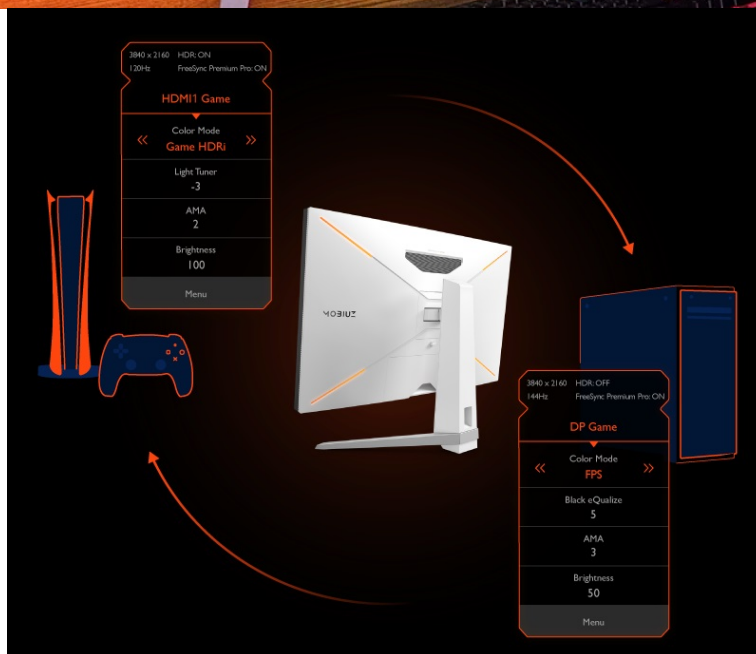 3840 x 2160 HDR: ON
120Hz FreeSync Premium Pro: ON
HDMI1 Game
Color Mode
Game HDRi
Light Tuner
-3
AMA
2
Brightness
100
Menu
MOBIUZ
3840 x 2160 HDR: OFF
144Hz FreeSync Premium Pro: ON
DP Game
Color Mode
FPS
Black eQualize
5
AMA
3
Brightness
50
Menu